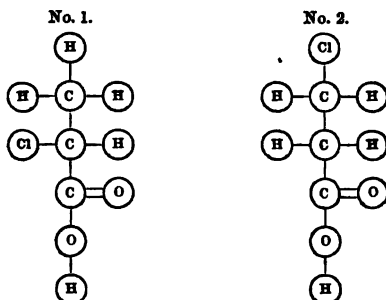 No. 1. No. 2.
H Cl
H C H H C H
Cl C H H C H
C O C O
O O
H H